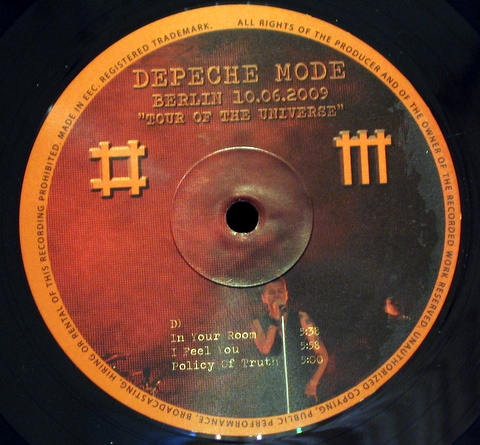 DEPECHE MODE
BERLIN 10.06.2009
"TOUR OF THE UNIVERSE"
D)
In Your Room 5:38
I Feel You 5:58
Policy Of Truth 5:00
ALL RIGHTS OF THE PRODUCER AND OF THE OWNER OF THE RECORDED WORK RESERVED. UNAUTHORIZED COPYING, PUBLIC PERFORMANCE, BROADCASTING, HIRING OR RENTAL OF THIS RECORDING PROHIBITED. MADE IN EEC. REGISTERED TRADEMARK.